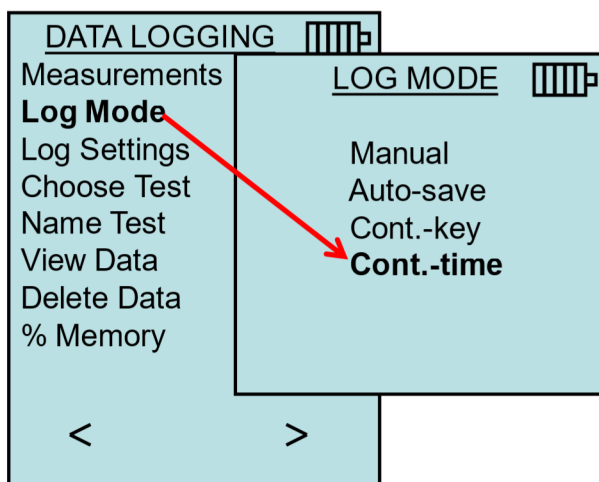 DATA LOGGING
Measurements
Log Mode
Log Settings
Choose Test
Name Test
View Data
Delete Data
% Memory
< >
LOG MODE
Manual
Auto-save
Cont.-key
Cont.-time